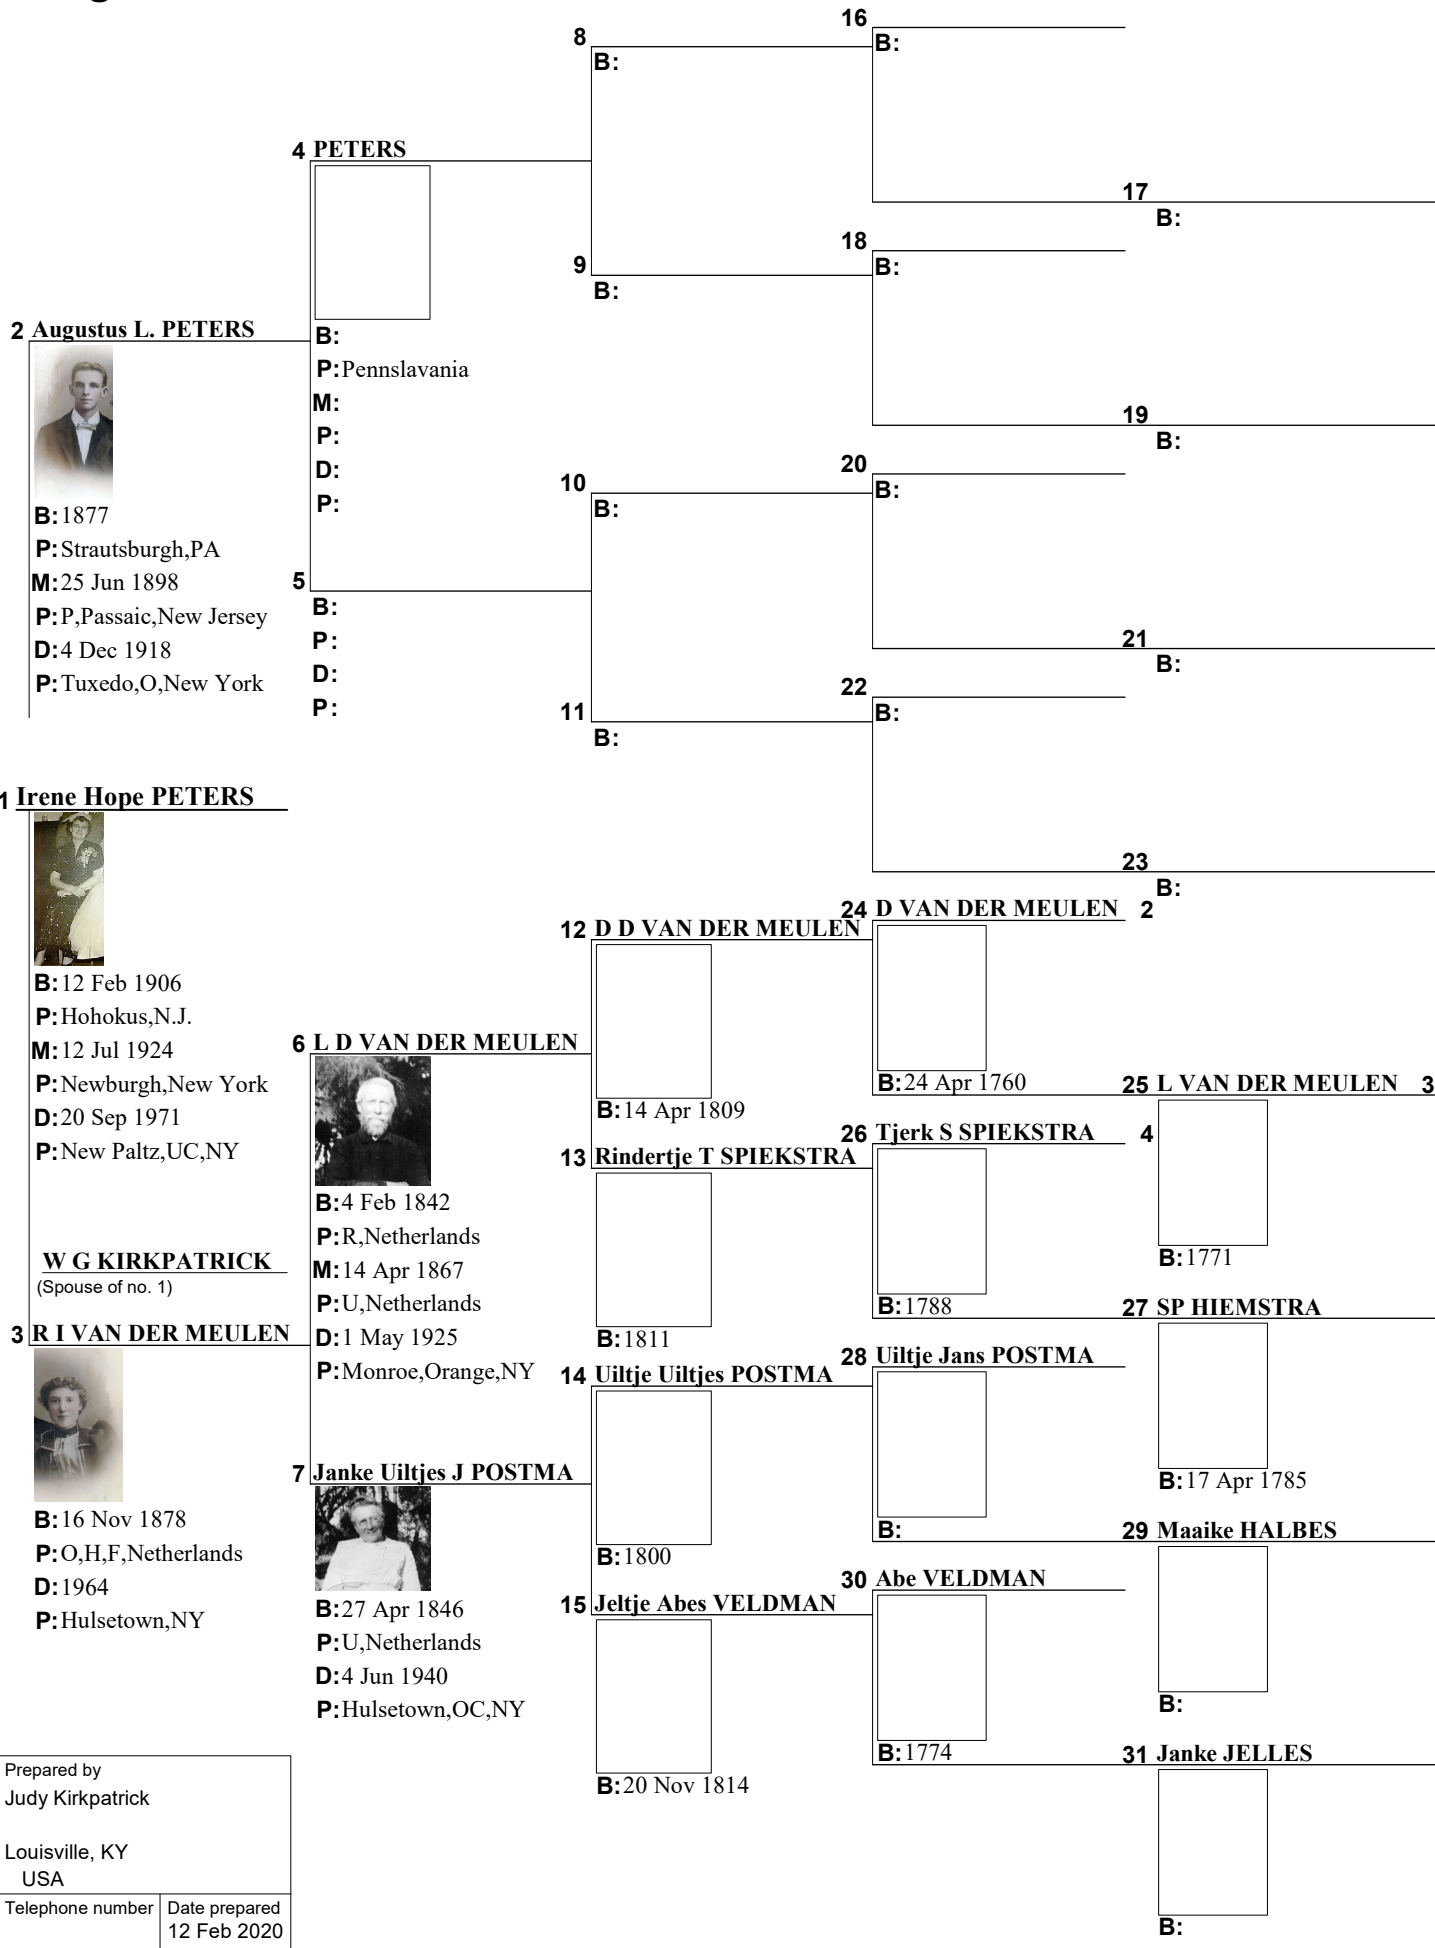 16
B:
8
B:
4 PETERS
17
B:
18
B:
9
B:
2 Augustus L. PETERS
B:
P:Pennslavania
M:
P:
D:
P:
19
B:
20
B:
10
B:
B:1877
P:Strautsburgh,PA
M:25 Jun 1898
P:P,Passaic,New Jersey
D:4 Dec 1918
P:Tuxedo,O,New York
5
B:
P:
D:
P:
21
B:
22
B:
11
B:
1 Irene Hope PETERS
23
B:
24 D VAN DER MEULEN 2
12 D D VAN DER MEULEN
B:12 Feb 1906
P:Hohokus,N.J.
M:12 Jul 1924
P:Newburgh,New York
D:20 Sep 1971
P:New Paltz,UC,NY
6 L D VAN DER MEULEN
B:24 Apr 1760
25 L VAN DER MEULEN 3
B:14 Apr 1809
26 Tjerk S SPIEKSTRA 4
13 Rindertje T SPIEKSTRA
B:4 Feb 1842
P:R,Netherlands
M:14 Apr 1867
P:U,Netherlands
D:1 May 1925
P:Monroe,Orange,NY
W G KIRKPATRICK
(Spouse of no. 1)
B:1771
B:1788
27 SP HIEMSTRA
3 R I VAN DER MEULEN
B:1811
28 Uiltje Jans POSTMA
14 Uiltje Uiltjes POSTMA
7 Janke Uiltjes J POSTMA
B:17 Apr 1785
B:16 Nov 1878
P:O,H,F,Netherlands
D:1964
P:Hulsetown,NY
B:
29 Maaike HALBES
B:1800
30 Abe VELDMAN
15 Jeltje Abes VELDMAN
B:27 Apr 1846
P:U,Netherlands
D:4 Jun 1940
P:Hulsetown,OC,NY
B:
B:1774
31 Janke JELLES
B:20 Nov 1814
B:
Prepared by
Judy Kirkpatrick
Louisville, KY
USA
Telephone number
Date prepared
12 Feb 2020